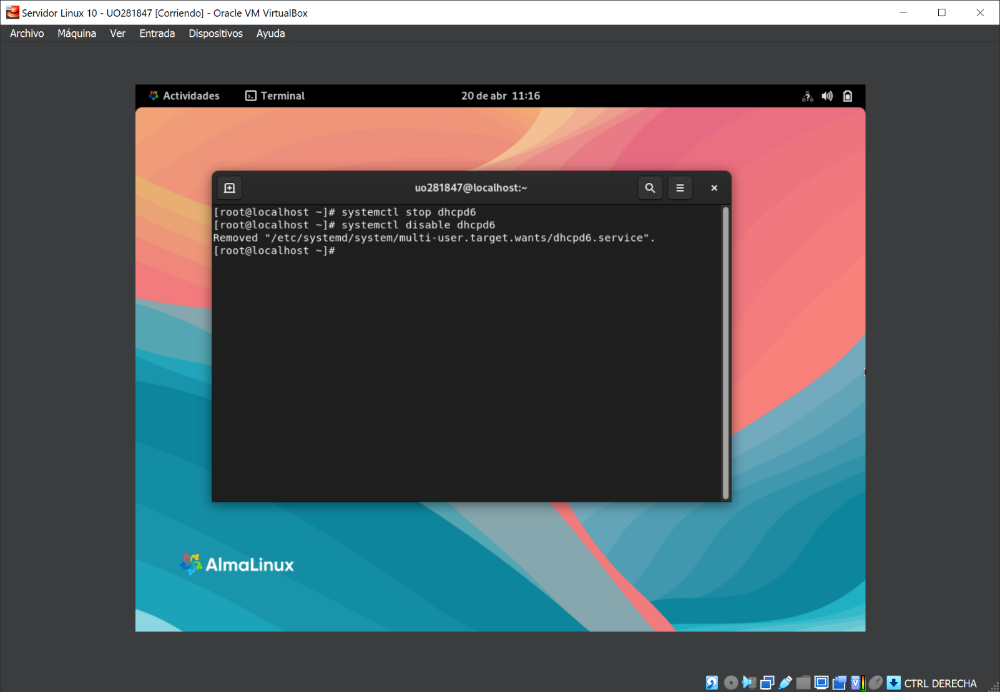 Servidor Linux 10 - UO281847 [Corriendo] - Oracle VM VirtualBox
Archivo Máquina Ver Entrada Dispositivos Ayuda
Actividades Terminal 20 de abr 11:16
uo281847@localhost:~
[root@localhost ~]# systemctl stop dhcpd6
[root@localhost ~]# systemctl disable dhcpd6
Removed "/etc/systemd/system/multi-user.target.wants/dhcpd6.service".
[root@localhost ~]#
AlmaLinux
CTRL DERECHA